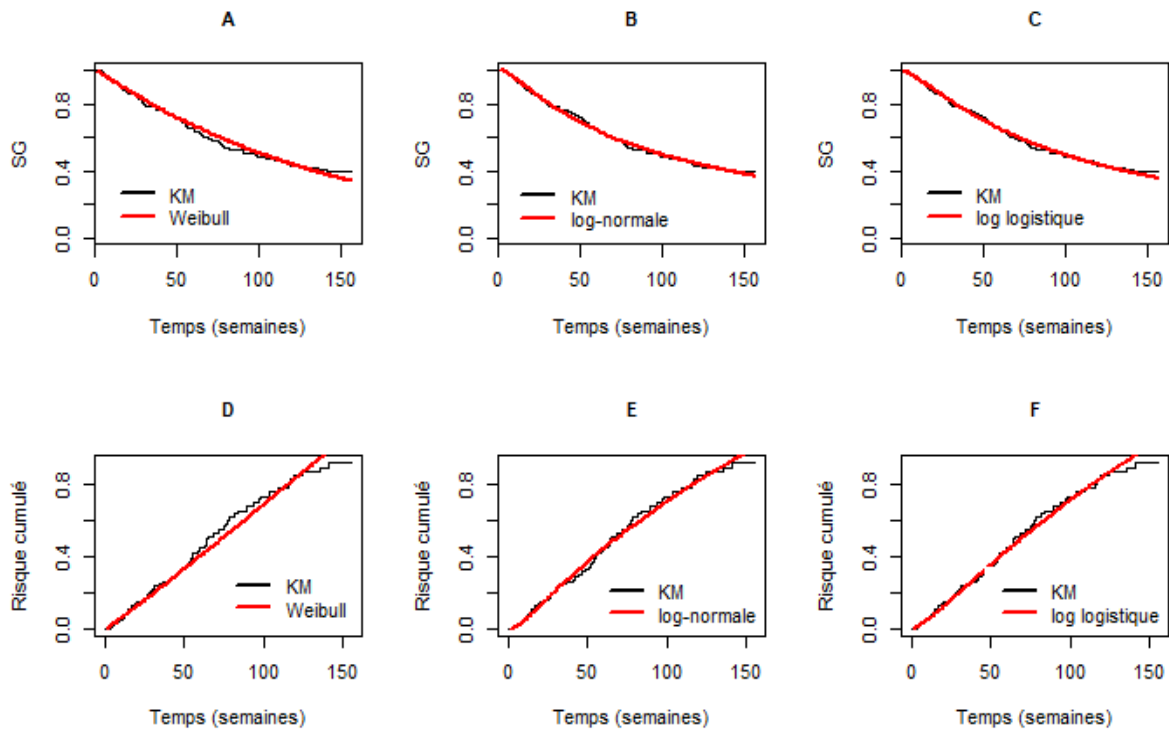 A
B
C
SG
0.0 0.4 0.8
KM
Weibull
0 50 100 150
Temps (semaines)
SG
0.0 0.4 0.8
KM
log-normale
0 50 100 150
Temps (semaines)
SG
0.0 0.4 0.8
KM
log logistique
0 50 100 150
Temps (semaines)
D
E
F
Risque cumulé
0.0 0.4 0.8
KM
Weibull
0 50 100 150
Temps (semaines)
Risque cumulé
0.0 0.4 0.8
KM
log-normale
0 50 100 150
Temps (semaines)
Risque cumulé
0.0 0.4 0.8
KM
log logistique
0 50 100 150
Temps (semaines)